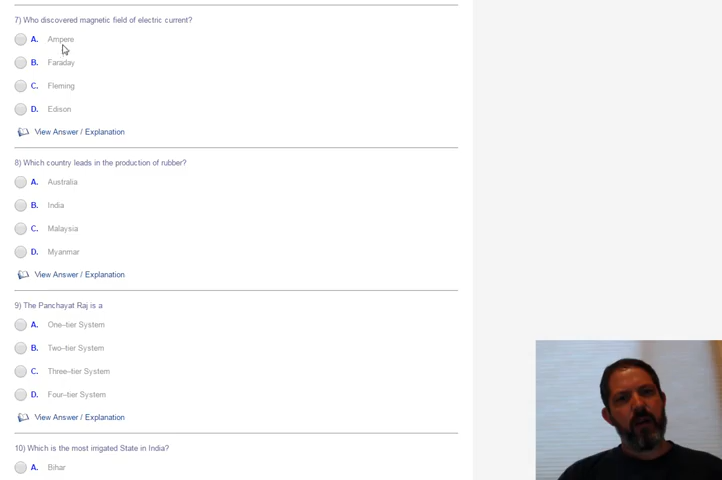 7) Who discovered magnetic field of electric current?
A. Ampere
B. Faraday
C. Fleming
D. Edison
View Answer / Explanation
8) Which country leads in the production of rubber?
A. Australia
B. India
C. Malaysia
D. Myanmar
View Answer / Explanation
9) The Panchayat Raj is a
A. One–tier System
B. Two–tier System
C. Three–tier System
D. Four–tier System
View Answer / Explanation
10) Which is the most irrigated State in India?
A. Bihar